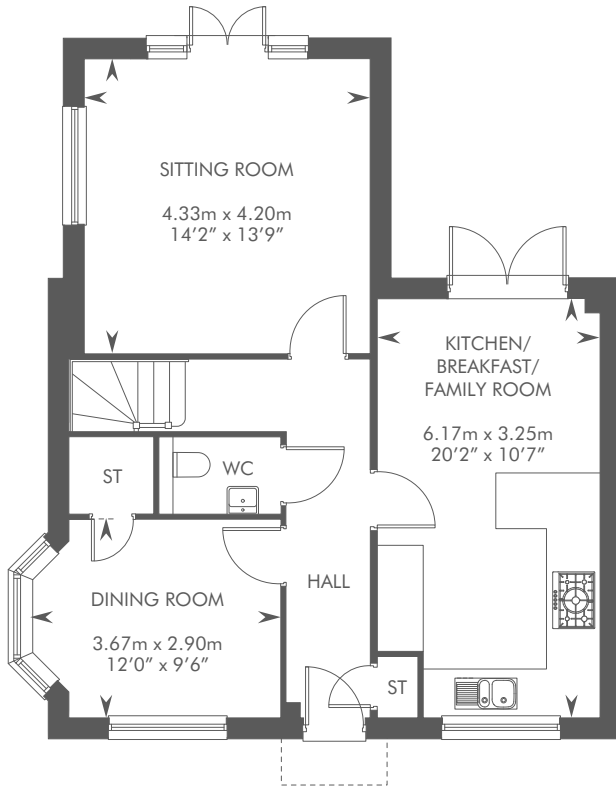 SITTING ROOM
4.33m x 4.20m
14’2” x 13’9”
KITCHEN/
BREAKFAST/
FAMILY ROOM
6.17m x 3.25m
20’2” x 10’7”
ST
WC
HALL
DINING ROOM
3.67m x 2.90m
12’0” x 9’6”
ST